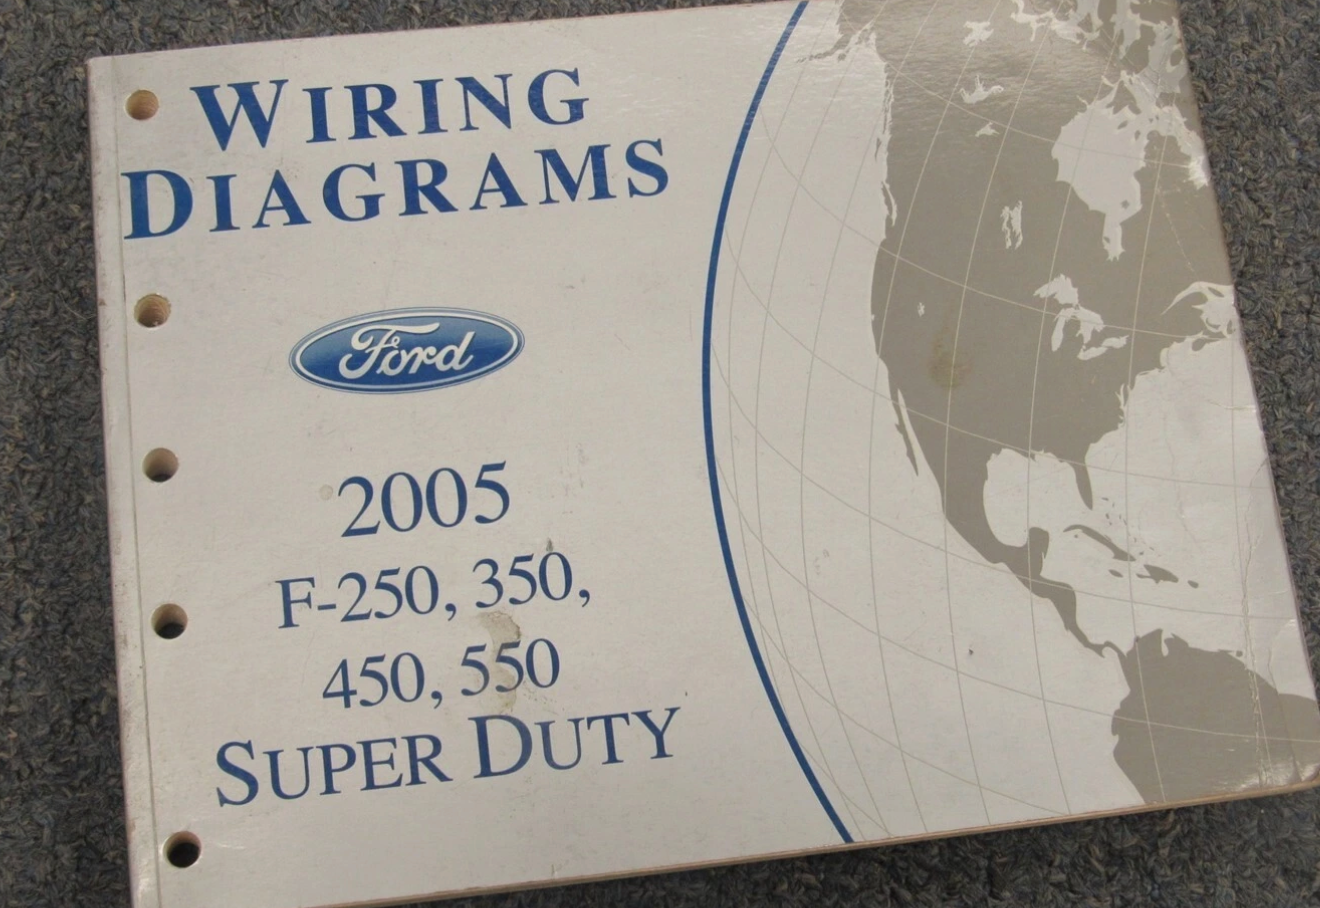 WIRING
DIAGRAMS
Ford
2005
F-250, 350,
450, 550
SUPER DUTY